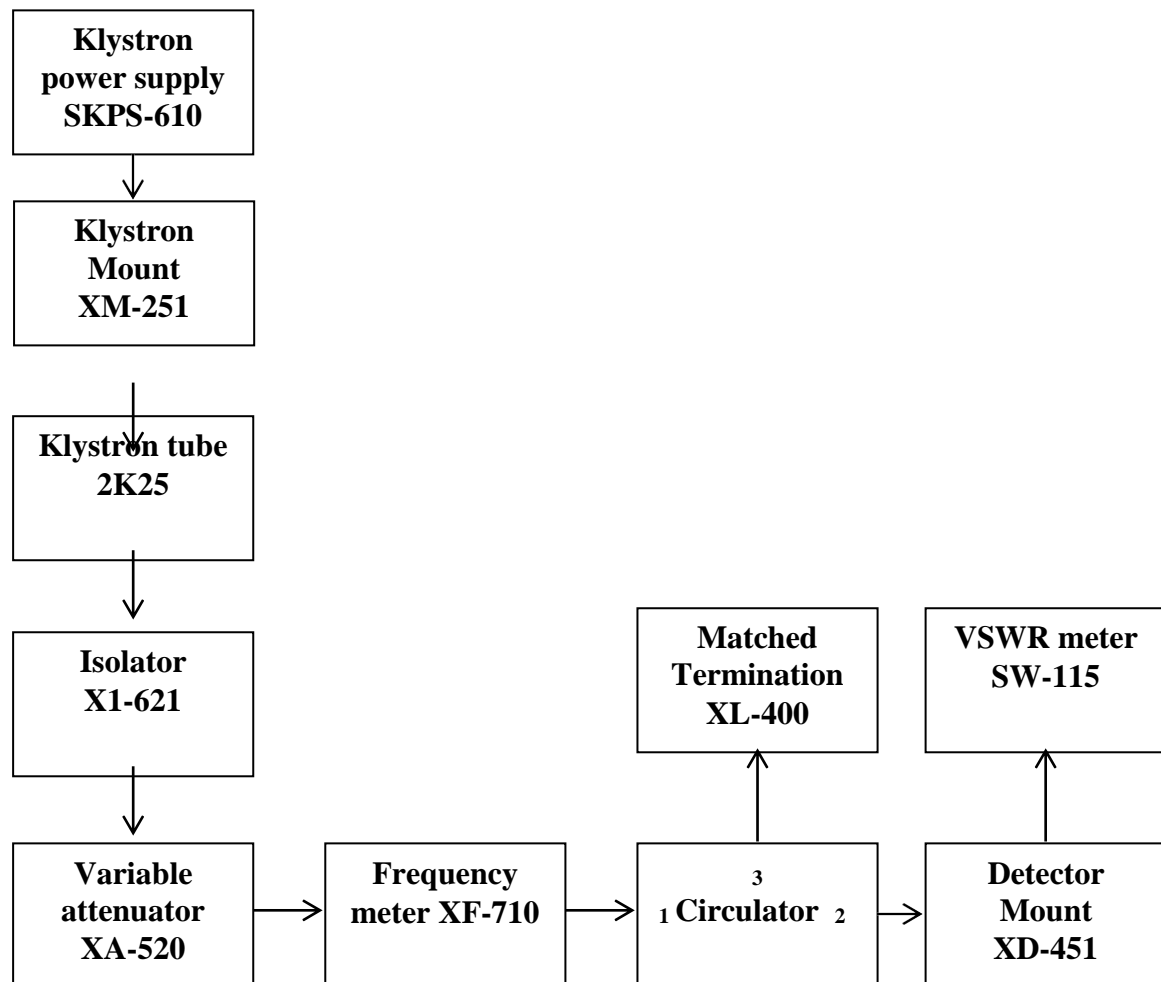 Klystron
power supply
SKPS-610
Klystron
Mount
XM-251
Klystron tube
2K25
Isolator
X1-621
Matched
Termination
XL-400
VSWR meter
SW-115
Variable
attenuator
XA-520
Frequency
meter XF-710
3
1 Circulator 2
Detector
Mount
XD-451